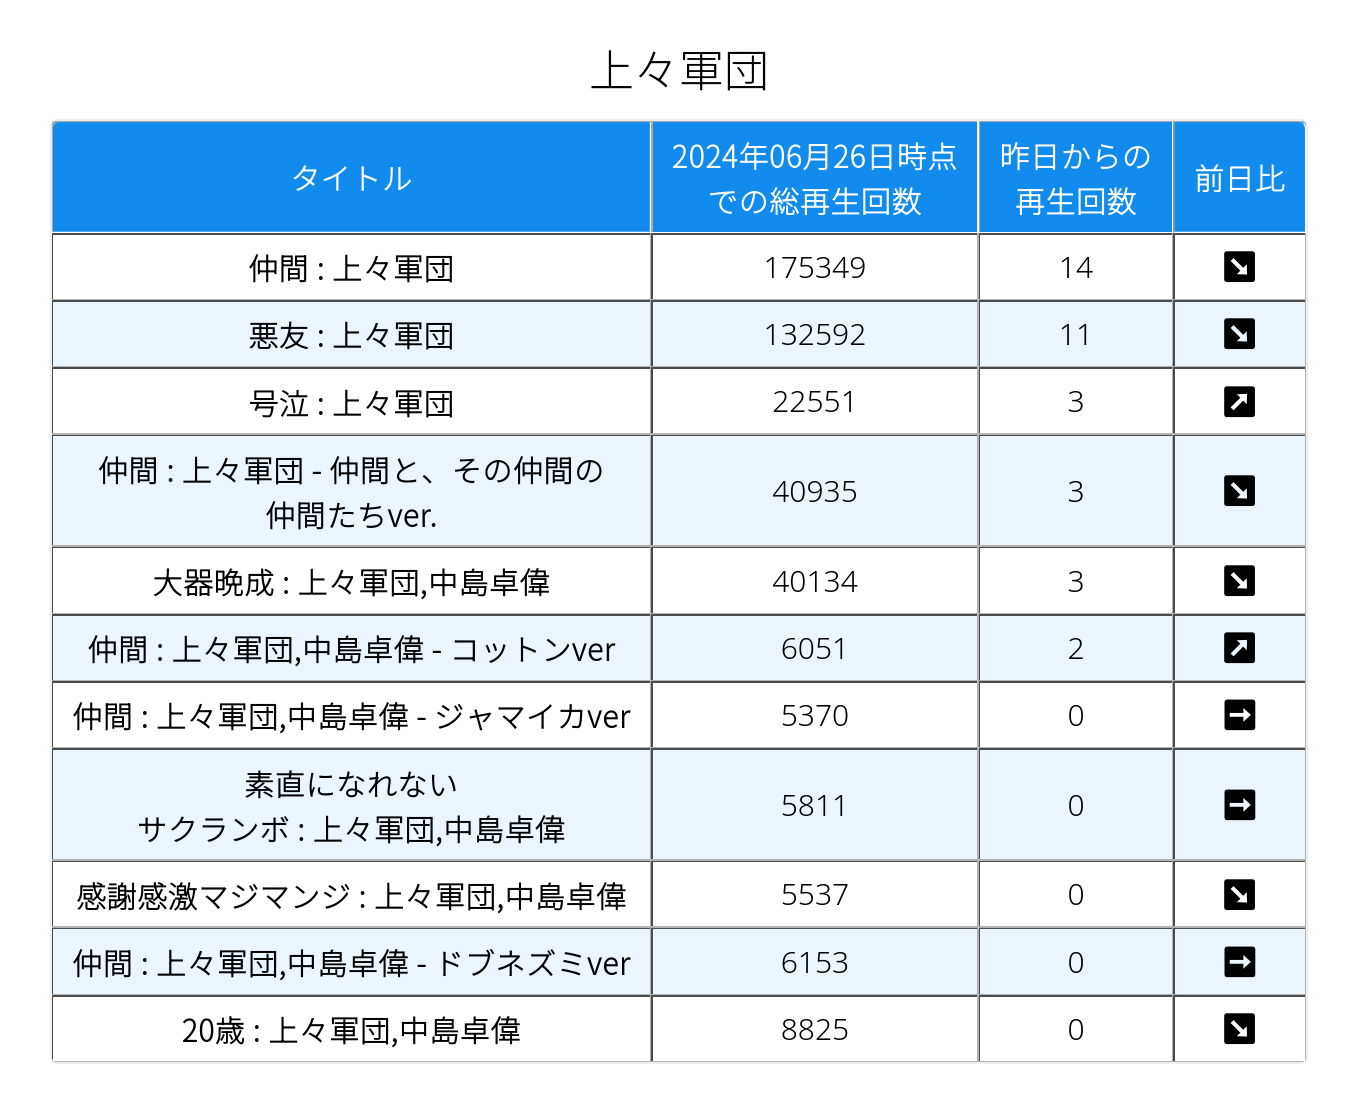 上々軍団
タイトル
2024年06月26日時点
での総再生回数
昨日からの
再生回数
前日比
仲間 : 上々軍団 175349 14 ↘
悪友 : 上々軍団 132592 11 ↘
号泣 : 上々軍団 22551 3 ↗
仲間 : 上々軍団 - 仲間と、その仲間の
仲間たちver.
40935 3 ↘
大器晩成 : 上々軍団,中島卓偉 40134 3 ↘
仲間 : 上々軍団,中島卓偉 - コットンver 6051 2 ↗
仲間 : 上々軍団,中島卓偉 - ジャマイカver 5370 0 →
素直になれない
サクランボ : 上々軍団,中島卓偉
5811 0 →
感謝感激マジマンジ : 上々軍団,中島卓偉 5537 0 ↘
仲間 : 上々軍団,中島卓偉 - ドブネズミver 6153 0 →
20歳 : 上々軍団,中島卓偉 8825 0 ↘